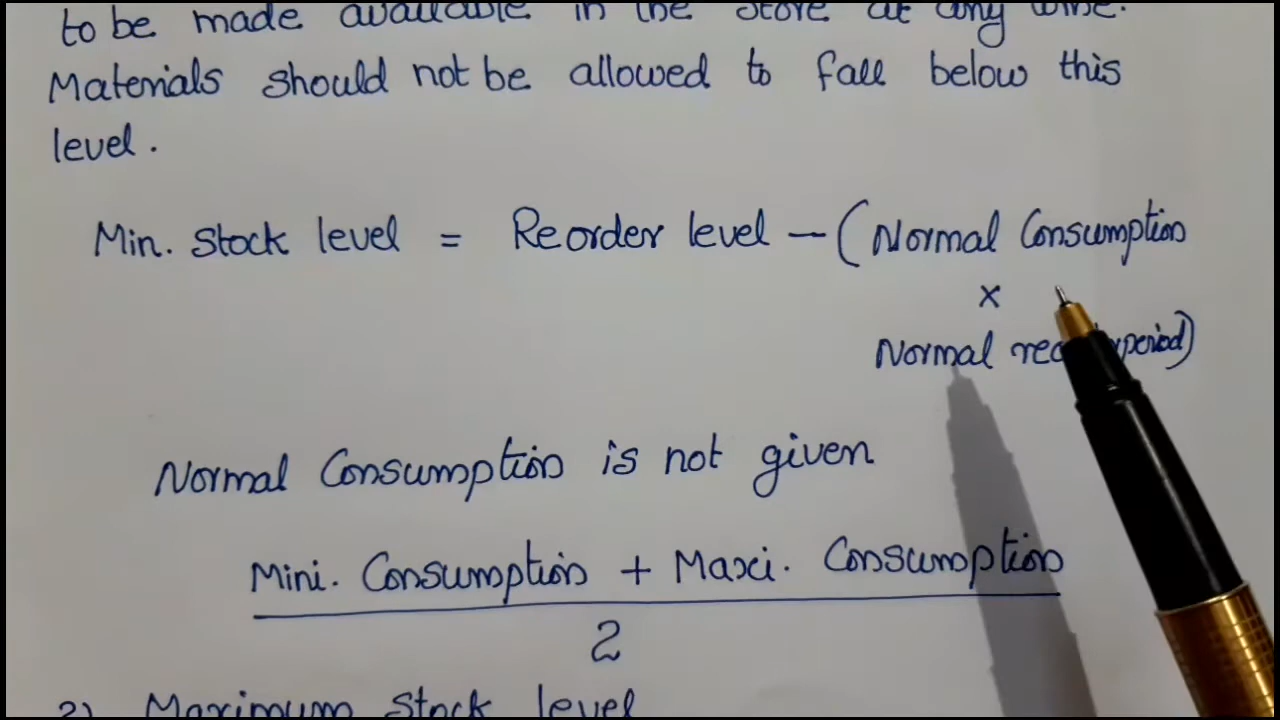 to be made available in the store at any time.
Materials should not be allowed to fall below this
level.
Min. Stock level = Reorder level - (Normal Consumption
×
Normal period)
Normal Consumption is not given
Mini. Consumption + Maxi. Consumption
2
2) Maximum Stock level